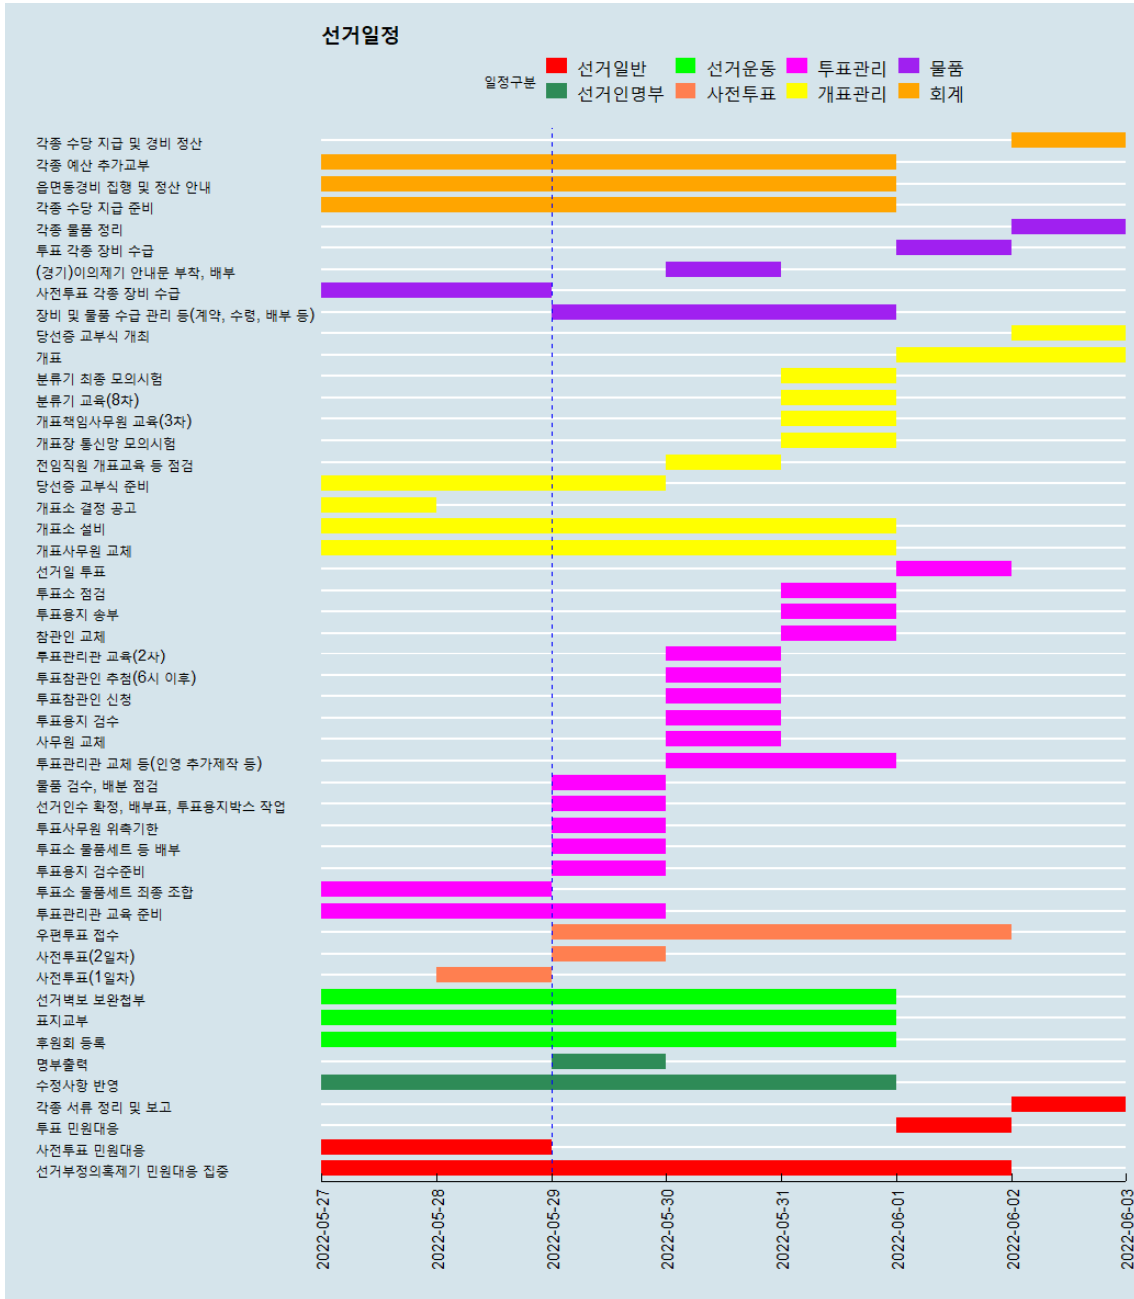 선거일정
일정구분 선거일반 선거운동 투표관리 물품
선거인명부 사전투표 개표관리 회계
각종 수당 지급 및 경비 정산
각종 예산 추가교부
읍면동경비 집행 및 정산 안내
각종 수당 지급 준비
각종 물품 정리
투표 각종 장비 수급
(경기)이의제기 안내문 부착, 배부
사전투표 각종 장비 수급
장비 및 물품 수급 관리 등(계약, 수령, 배부 등)
당선증 교부식 개최
개표
분류기 최종 모의시험
분류기 교육(8차)
개표책임사무원 교육(3차)
개표장 통신망 모의시험
전임직원 개표교육 등 점검
당선증 교부식 준비
개표소 결정 공고
개표소 설비
개표사무원 교체
선거일 투표
투표소 점검
투표용지 송부
참관인 교체
투표관리관 교육(2사)
투표참관인 추첨(6시 이후)
투표참관인 신청
투표용지 검수
사무원 교체
투표관리관 교체 등(인영 추가제작 등)
물품 검수, 배분 점검
선거인수 확정, 배부표, 투표용지박스 작업
투표사무원 위촉기한
투표소 물품세트 등 배부
투표용지 검수준비
투표소 물품세트 최종 조합
투표관리관 교육 준비
우편투표 접수
사전투표(2일차)
사전투표(1일차)
선거벽보 보완첩부
표지교부
후원회 등록
명부출력
수정사항 반영
각종 서류 정리 및 보고
투표 민원대응
사전투표 민원대응
선거부정의혹제기 민원대응 집중
2022-05-27
2022-05-28
2022-05-29
2022-05-30
2022-05-31
2022-06-01
2022-06-02
2022-06-03